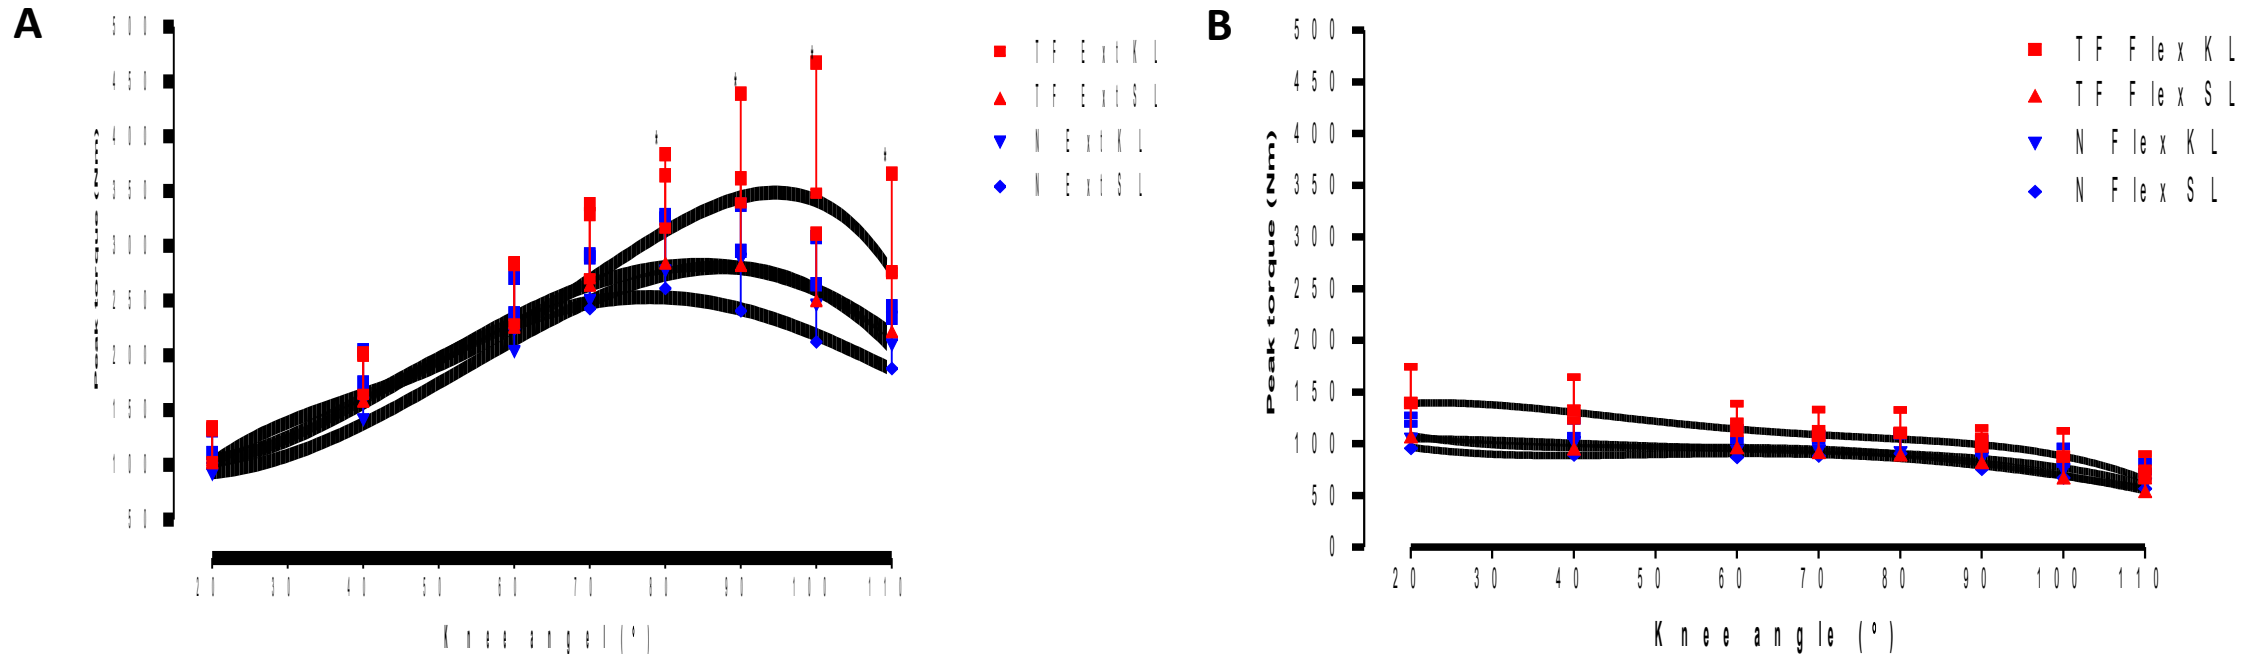 A
500
450
400
350
300
250
200
150
100
50
Peak torque (Nm)
20 30 40 50 60 70 80 90 100 110
Knee angel (°)
TF Ext KL
TF Ext SL
N Ext KL
N Ext SL
B
500
450
400
350
300
250
200
150
100
50
0
Peak torque (Nm)
20 30 40 50 60 70 80 90 100 110
Knee angle (°)
TF Flex KL
TF Flex SL
N Flex KL
N Flex SL